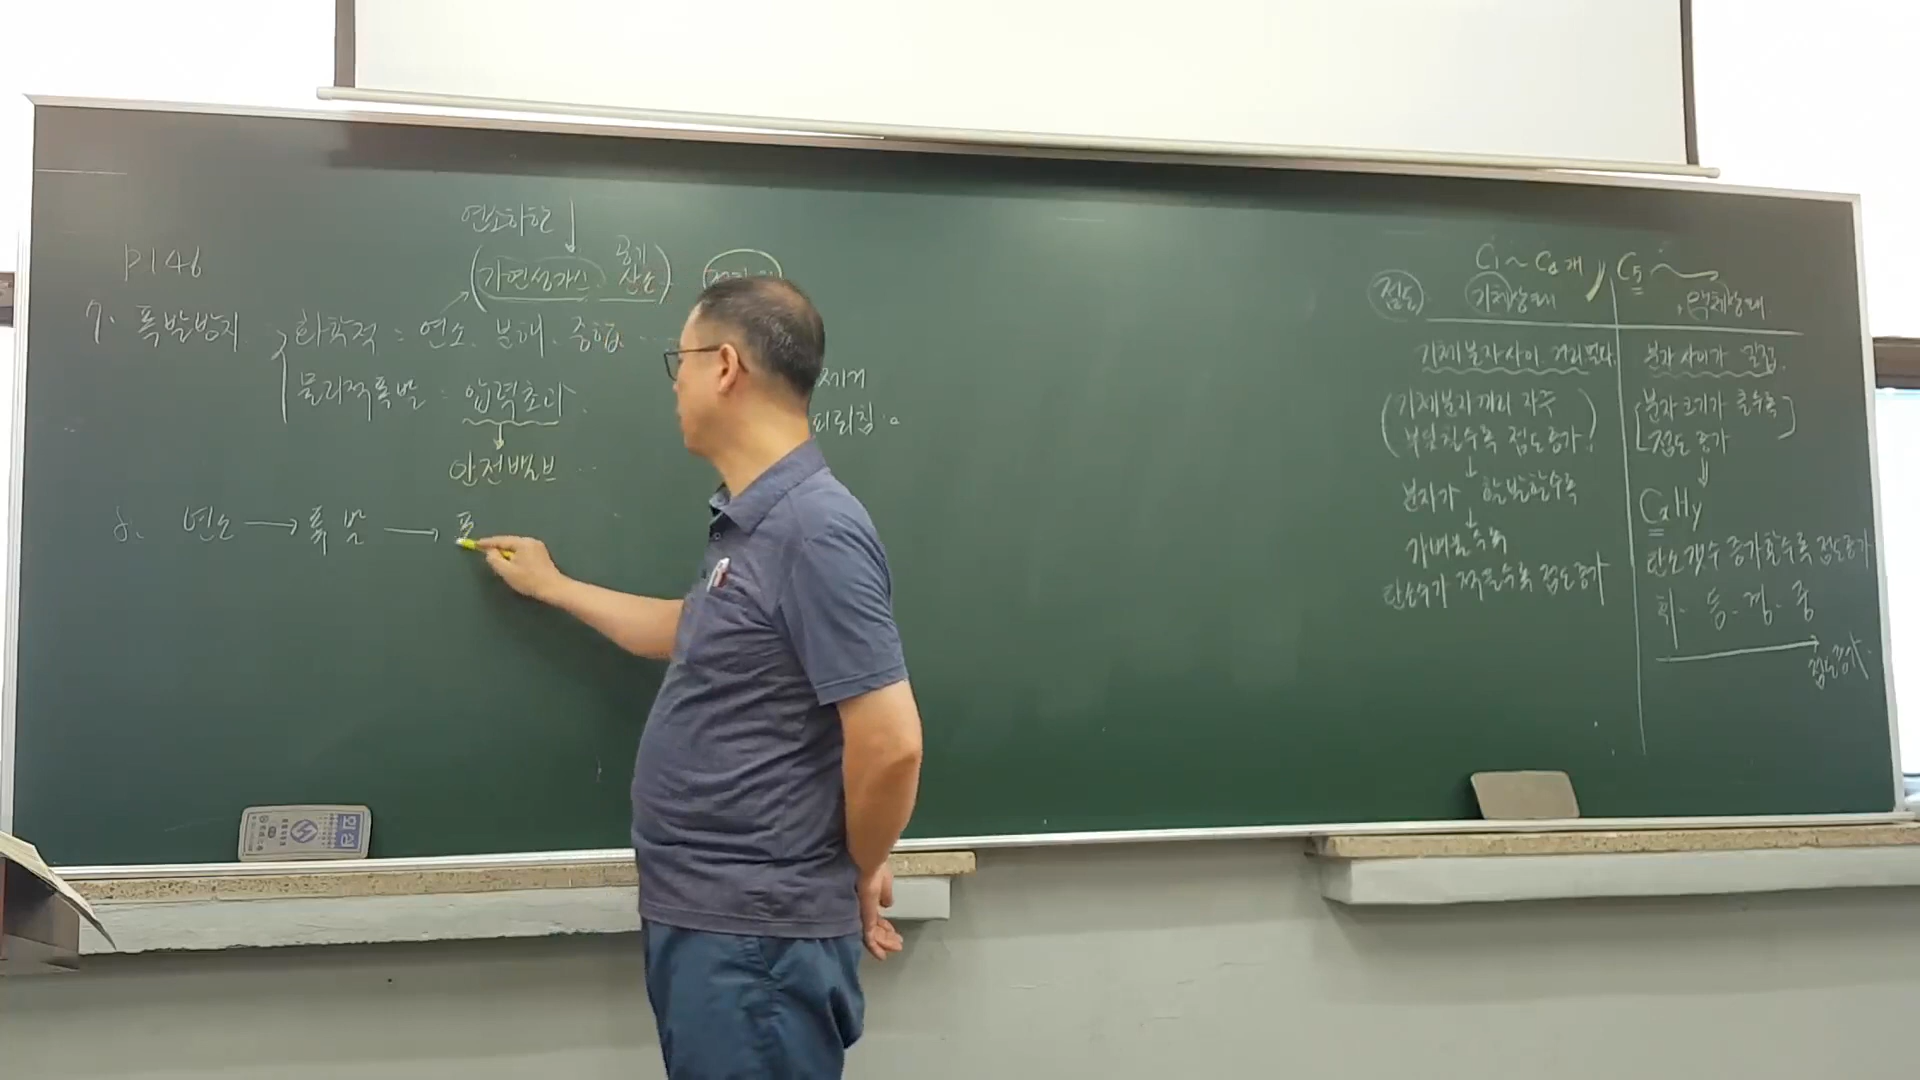 P146
연소하한 ↓
(가연성가스, 공기 산소)
7. 폭발방지 화학적 : 연소, 분해, 중합, ...
물리적폭발 : 압력초과.
↓
안전밸브 ...
제거
피뢰침。
8. 연소 → 폭발 → 폭
점도
C₁ ~ C₄개
기체상태
기체분자사이 거리 멀다.
(기체분자끼리 자주
부딪칠수록 점도증가)
↓
분자가 활발할수록
↓
가벼울수록
탄소수가 적을수록 점도증가
C₅ ~
액체상태
분자 사이가 밀집.
[분자크기가 클수록
점도 증가]
⇓
CxHy
탄소갯수 증가할수록 점도증가
휘 - 등 - 경 - 중
점도증가